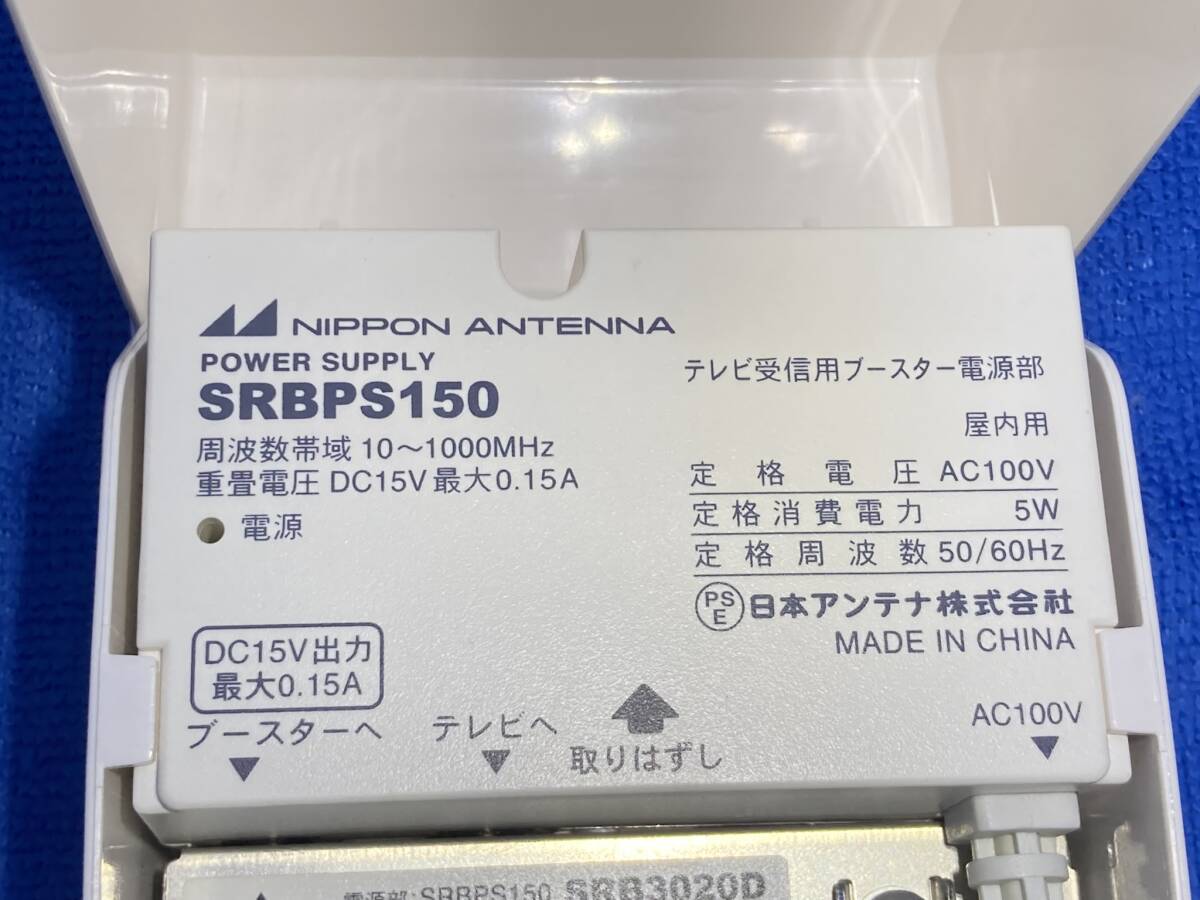 NIPPON ANTENNA
POWER SUPPLY
SRBPS150
周波数帯域 10～1000MHz
重畳電圧 DC15V 最大0.15A
電源
テレビ受信用ブースター電源部
屋内用
定格電圧 AC100V
定格消費電力 5W
定格周波数 50/60Hz
PSE 日本アンテナ株式会社
MADE IN CHINA
DC15V出力
最大0.15A
ブースターへ
テレビへ
取りはずし
AC100V
電源部:SRBPS150 SRB3020D